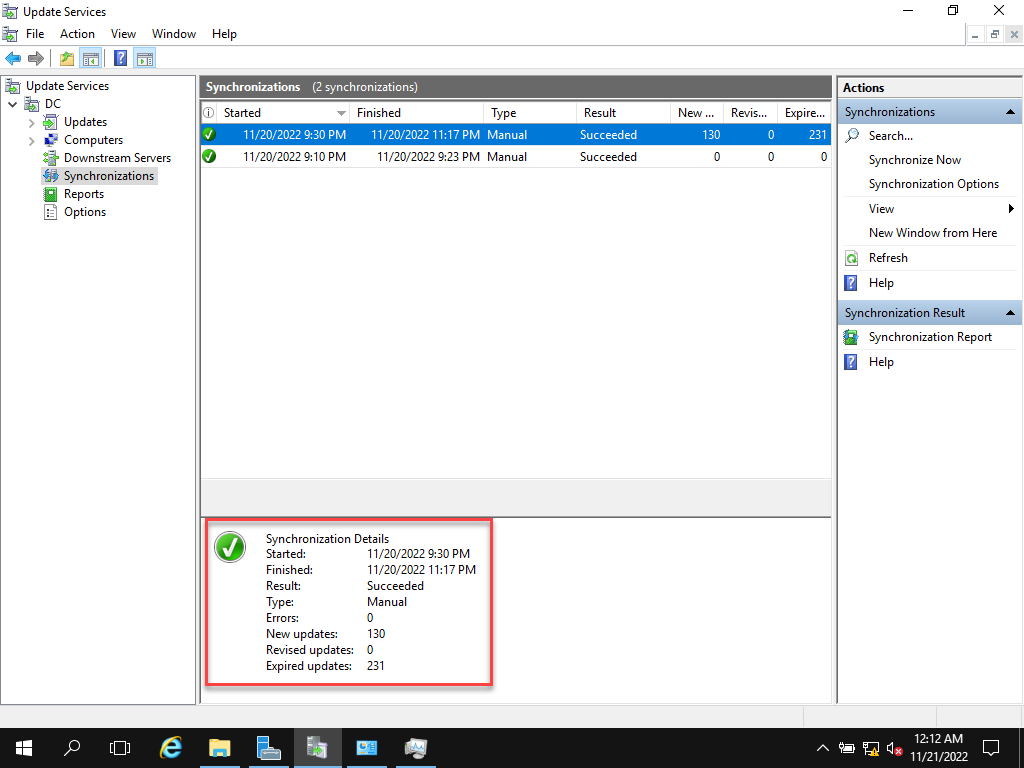 Update Services
File Action View Window Help
Update Services
DC
Updates
Computers
Downstream Servers
Synchronizations
Reports
Options
Synchronizations (2 synchronizations)
Started Finished Type Result New ... Revis... Expire...
11/20/2022 9:30 PM 11/20/2022 11:17 PM Manual Succeeded 130 0 231
11/20/2022 9:10 PM 11/20/2022 9:23 PM Manual Succeeded 0 0 0
Synchronization Details
Started: 11/20/2022 9:30 PM
Finished: 11/20/2022 11:17 PM
Result: Succeeded
Type: Manual
Errors: 0
New updates: 130
Revised updates: 0
Expired updates: 231
Actions
Synchronizations
Search...
Synchronize Now
Synchronization Options
View
New Window from Here
Refresh
Help
Synchronization Result
Synchronization Report
Help
12:12 AM
11/21/2022